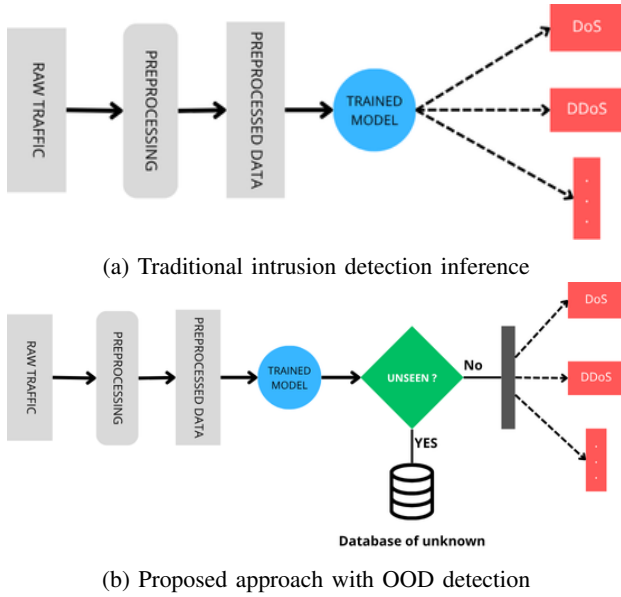 RAW TRAFFIC
PREPROCESSING
PREPROCESSED DATA
TRAINED
MODEL
DoS
DDoS
.
.
.
(a) Traditional intrusion detection inference
RAW TRAFFIC
PREPROCESSING
PREPROCESSED DATA
TRAINED
MODEL
UNSEEN ?
No
YES
Database of unknown
DoS
DDoS
.
.
.
(b) Proposed approach with OOD detection